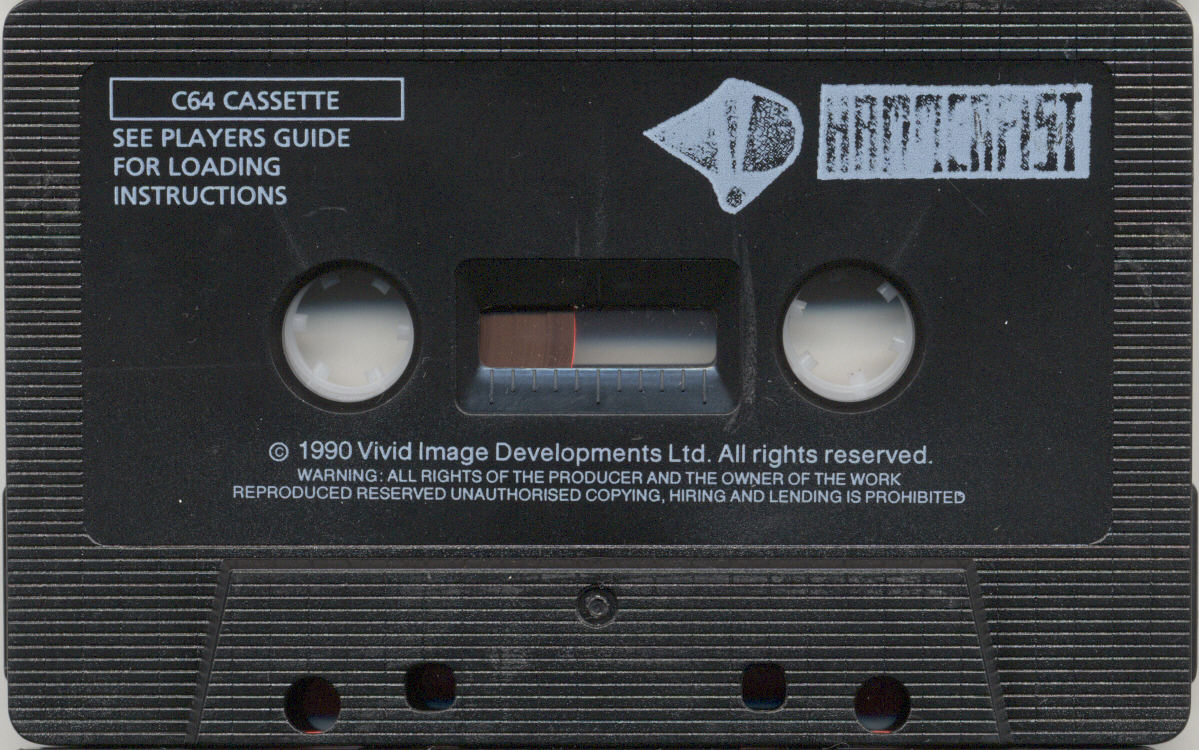 C64 CASSETTE
SEE PLAYERS GUIDE
FOR LOADING
INSTRUCTIONS
HAMMERFIST
© 1990 Vivid Image Developments Ltd. All rights reserved.
WARNING: ALL RIGHTS OF THE PRODUCER AND THE OWNER OF THE WORK
REPRODUCED RESERVED UNAUTHORISED COPYING, HIRING AND LENDING IS PROHIBITED